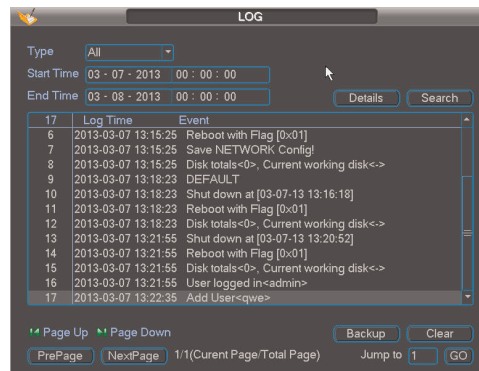 LOG
Type All
Start Time 03 - 07 - 2013 00 : 00 : 00
End Time 03 - 08 - 2013 00 : 00 : 00 Details Search
17 Log Time Event
6 2013-03-07 13:15:25 Reboot with Flag [0x01]
7 2013-03-07 13:15:25 Save NETWORK Config!
8 2013-03-07 13:15:25 Disk totals<0>, Current working disk<->
9 2013-03-07 13:18:23 DEFAULT
10 2013-03-07 13:18:23 Shut down at [03-07-13 13:16:18]
11 2013-03-07 13:18:23 Reboot with Flag [0x01]
12 2013-03-07 13:18:23 Disk totals<0>, Current working disk<->
13 2013-03-07 13:21:55 Shut down at [03-07-13 13:20:52]
14 2013-03-07 13:21:55 Reboot with Flag [0x01]
15 2013-03-07 13:21:55 Disk totals<0>, Current working disk<->
16 2013-03-07 13:21:55 User logged in<admin>
17 2013-03-07 13:22:35 Add User<qwe>
Page Up Page Down Backup Clear
PrePage NextPage 1/1(Curent Page/Total Page) Jump to 1 GO